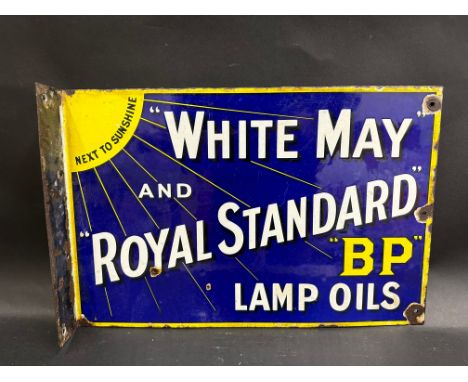 NEXT TO SUNSHINE
"WHITE MAY"
AND
"ROYAL STANDARD"
"BP"
LAMP OILS